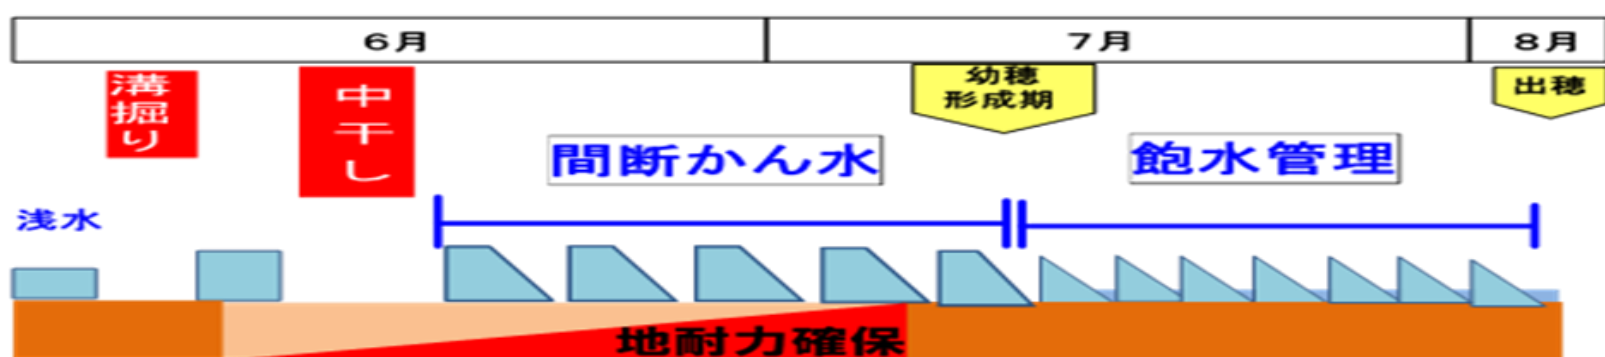 ６月
７月
８月
溝掘り
中干し
幼穂
形成期
出穂
間断かん水
飽水管理
浅水
地耐力確保